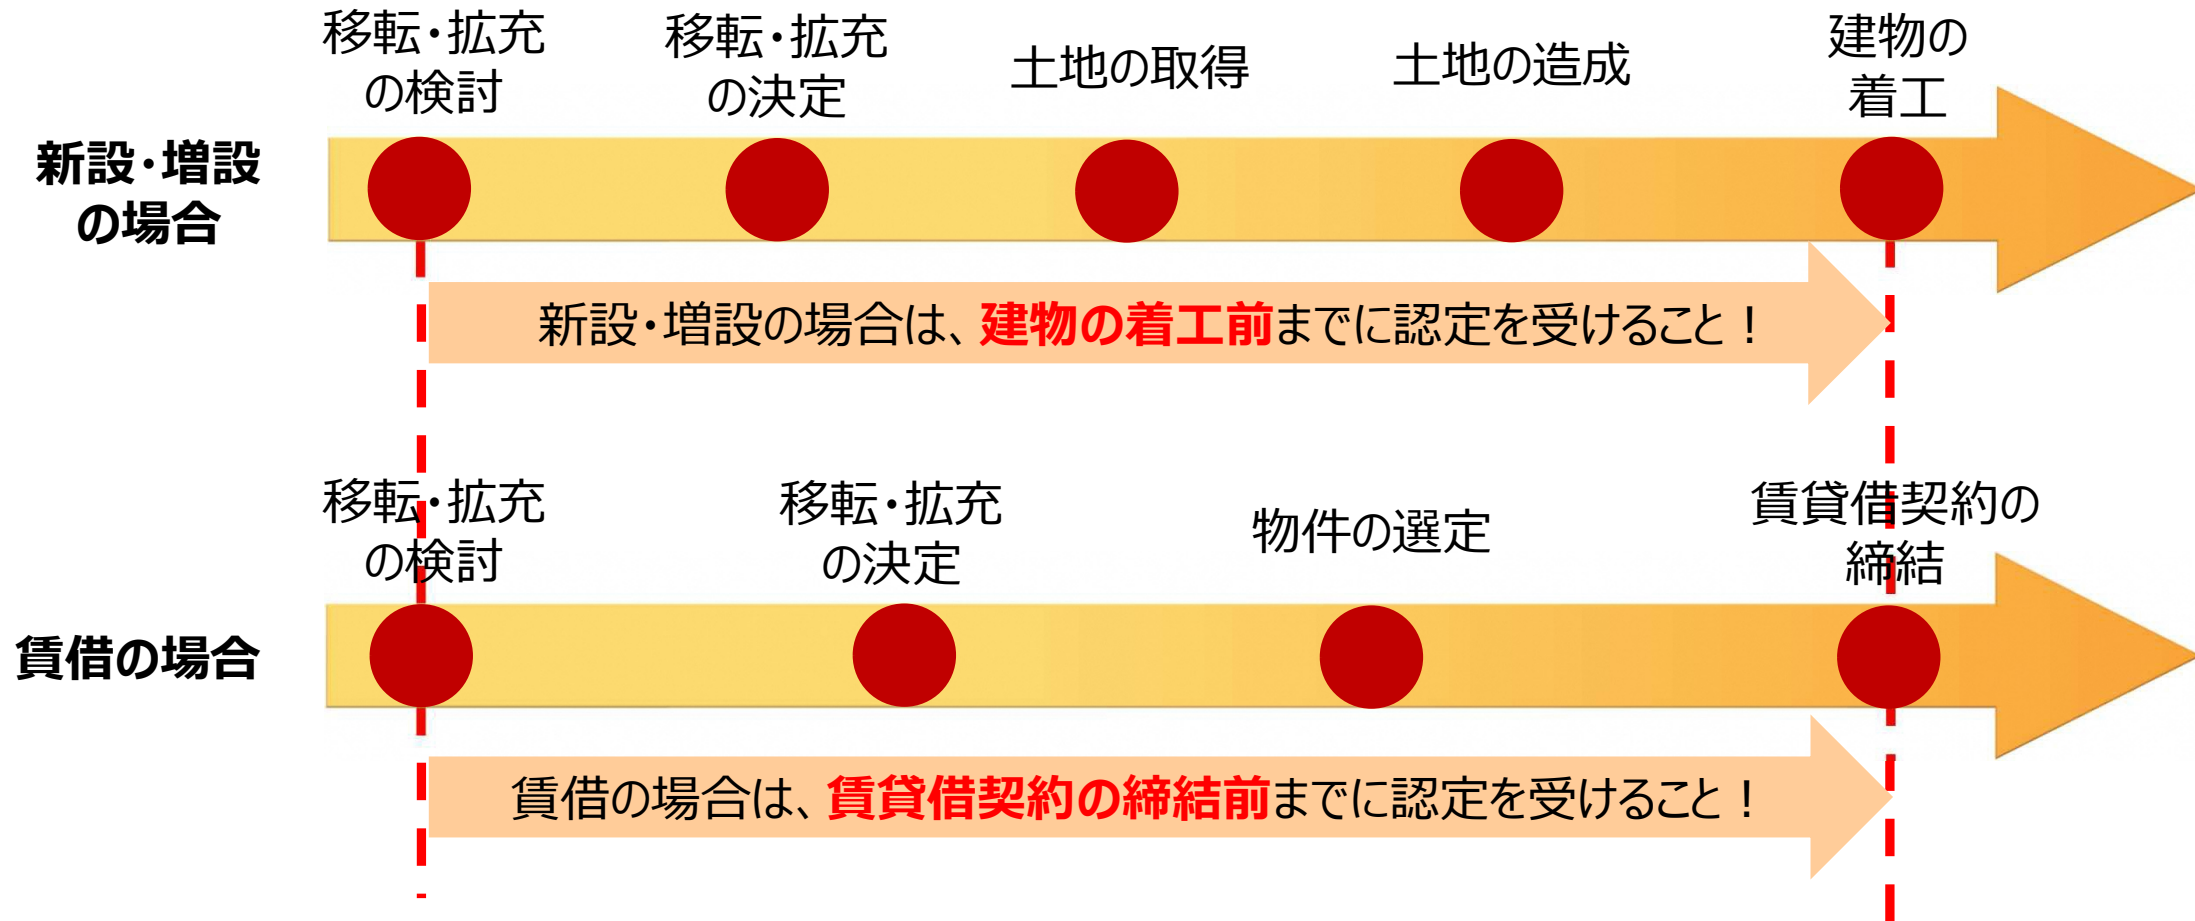 移転・拡充
の検討
移転・拡充
の決定
土地の取得
土地の造成
建物の
着工
新設・増設
の場合
新設・増設の場合は、建物の着工前までに認定を受けること！
移転・拡充
の検討
移転・拡充
の決定
物件の選定
賃貸借契約の
締結
賃借の場合
賃借の場合は、賃貸借契約の締結前までに認定を受けること！